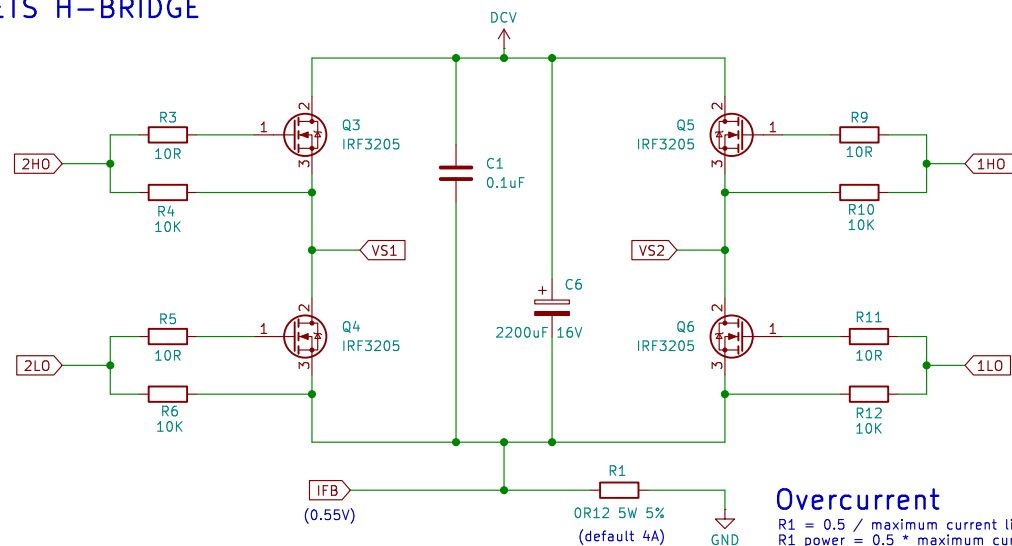 H-BRIDGE
DCV
2HO
R3
10R
R4
10K
1
2
3
Q3
IRF3205
C1
0.1uF
Q5
IRF3205
2
3
1
R9
10R
R10
10K
1HO
VS1
VS2
2LO
R5
10R
R6
10K
1
2
3
Q4
IRF3205
+
C6
2200uF 16V
Q6
IRF3205
2
3
1
R11
10R
R12
10K
1LO
IFB
(0.55V)
R1
0R12 5W 5%
(default 4A)
GND
Overcurrent
R1 = 0.5 / maximum current
R1 power = 0.5 * maximum